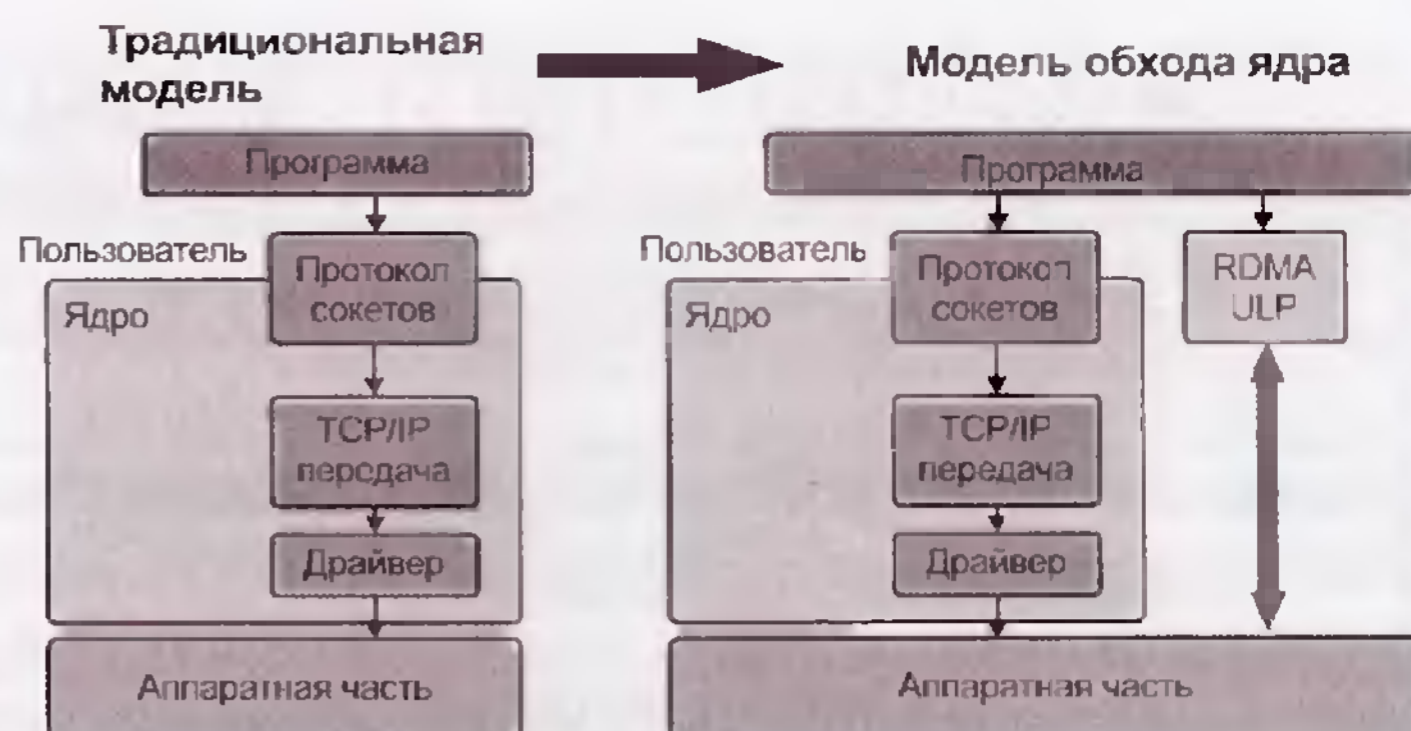 Традициональная
модель
Модель обхода ядра
Программа
Пользователь
Протокол
сокетов
Ядро
TCP/IP
передача
Драйвер
Аппаратная часть
Программа
Пользователь
Протокол
сокетов
RDMA
ULP
Ядро
TCP/IP
передача
Драйвер
Аппаратная часть